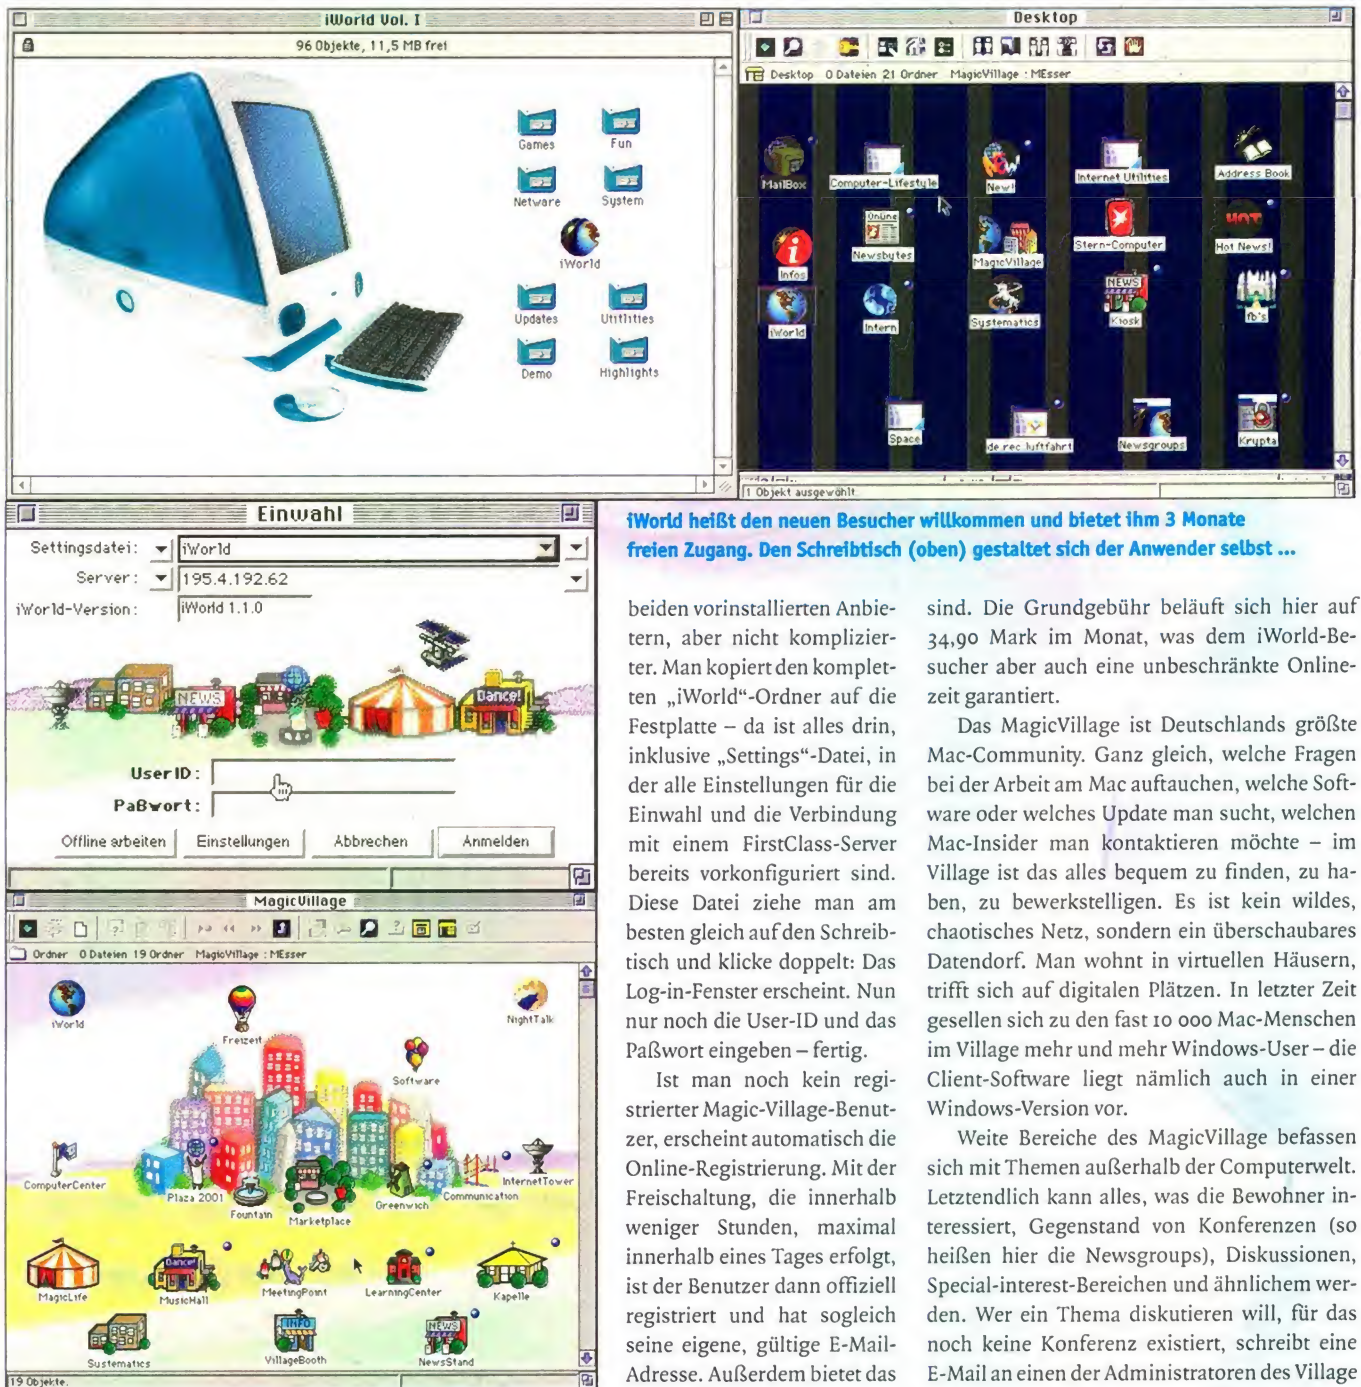 iWorld Vol. I
96 Objekte, 11,5 MB frei
Games
Fun
Netware
System
iWorld
Updates
Utitlities
Demo
Highlights
Desktop
Desktop 0 Dateien 21 Ordner MagicVillage : MEsser
MailBox
Computer-Lifestyle
New!
Internet Utilities
Address Book
Infos
Newsbytes
MagicVillage
Stern-Computer
Hot News!
iWorld
Intern
Systematics
Kiosk
fb's
Space
de.rec.luftfahrt
Newsgroups
Krypta
1 Objekt ausgewählt.
Einwahl
Settingsdatei: iWorld
Server: 195.4.192.62
iWorld-Version: iWorld 1.1.0
NEWS
Dance!
User ID:
Paßwort:
Offline arbeiten Einstellungen Abbrechen Anmelden
MagicVillage
Ordner 0 Dateien 19 Ordner MagicVillage : MEsser
iWorld
Freizeit
NightTalk
Software
ComputerCenter
Plaza 2001
Fountain
Marketplace
Greenwich
Communication
InternetTower
MagicLife
MusicHall
MeetingPoint
LearningCenter
Kapelle
Sustematics
VillageBooth
NewsStand
19 Objekte.
iWorld heißt den neuen Besucher willkommen und bietet ihm 3 Monate
freien Zugang. Den Schreibtisch (oben) gestaltet sich der Anwender selbst ...
beiden vorinstallierten Anbie-
tern, aber nicht komplizier-
ter. Man kopiert den komplet-
ten „iWorld“-Ordner auf die
Festplatte – da ist alles drin,
inklusive „Settings“-Datei, in
der alle Einstellungen für die
Einwahl und die Verbindung
mit einem FirstClass-Server
bereits vorkonfiguriert sind.
Diese Datei ziehe man am
besten gleich auf den Schreib-
tisch und klicke doppelt: Das
Log-in-Fenster erscheint. Nun
nur noch die User-ID und das
Paßwort eingeben – fertig.
Ist man noch kein regi-
strierter Magic-Village-Benut-
zer, erscheint automatisch die
Online-Registrierung. Mit der
Freischaltung, die innerhalb
weniger Stunden, maximal
innerhalb eines Tages erfolgt,
ist der Benutzer dann offiziell
registriert und hat sogleich
seine eigene, gültige E-Mail-
Adresse. Außerdem bietet das
sind. Die Grundgebühr beläuft sich hier auf
34,90 Mark im Monat, was dem iWorld-Be-
sucher aber auch eine unbeschränkte Online-
zeit garantiert.
Das MagicVillage ist Deutschlands größte
Mac-Community. Ganz gleich, welche Fragen
bei der Arbeit am Mac auftauchen, welche Soft-
ware oder welches Update man sucht, welchen
Mac-Insider man kontaktieren möchte – im
Village ist das alles bequem zu finden, zu ha-
ben, zu bewerkstelligen. Es ist kein wildes,
chaotisches Netz, sondern ein überschaubares
Datendorf. Man wohnt in virtuellen Häusern,
trifft sich auf digitalen Plätzen. In letzter Zeit
gesellen sich zu den fast 10 000 Mac-Menschen
im Village mehr und mehr Windows-User – die
Client-Software liegt nämlich auch in einer
Windows-Version vor.
Weite Bereiche des MagicVillage befassen
sich mit Themen außerhalb der Computerwelt.
Letztendlich kann alles, was die Bewohner in-
teressiert, Gegenstand von Konferenzen (so
heißen hier die Newsgroups), Diskussionen,
Special-interest-Bereichen und ähnlichem wer-
den. Wer ein Thema diskutieren will, für das
noch keine Konferenz existiert, schreibt eine
E-Mail an einen der Administratoren des Village